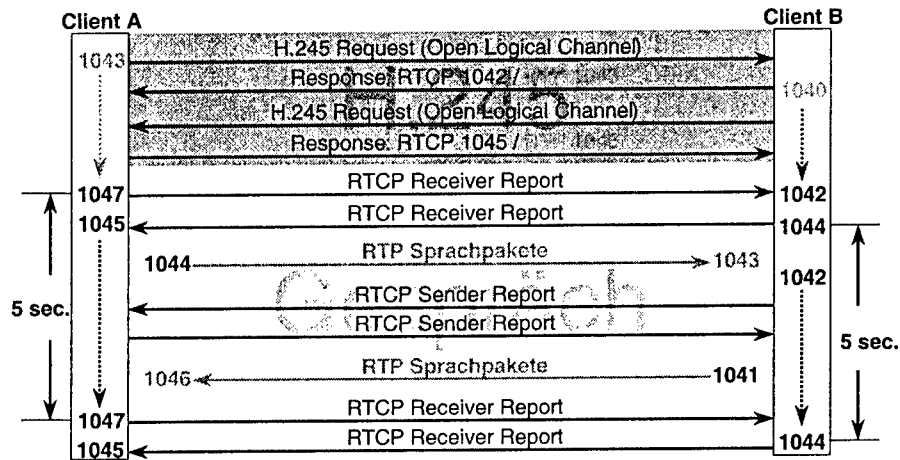 Client A Client B
H.245 Request (Open Logical Channel)
1043
Response: RTCP 1042 /
1040
H.245 Request (Open Logical Channel)
Response: RTCP 1045 /
RTCP Receiver Report
1047 1042
RTCP Receiver Report
1045 1044
RTP Sprachpakete
1044 1043
1042
RTCP Sender Report
5 sec.
RTCP Sender Report
5 sec.
RTP Sprachpakete
1046 1041
RTCP Receiver Report
1047
RTCP Receiver Report
1044
1045